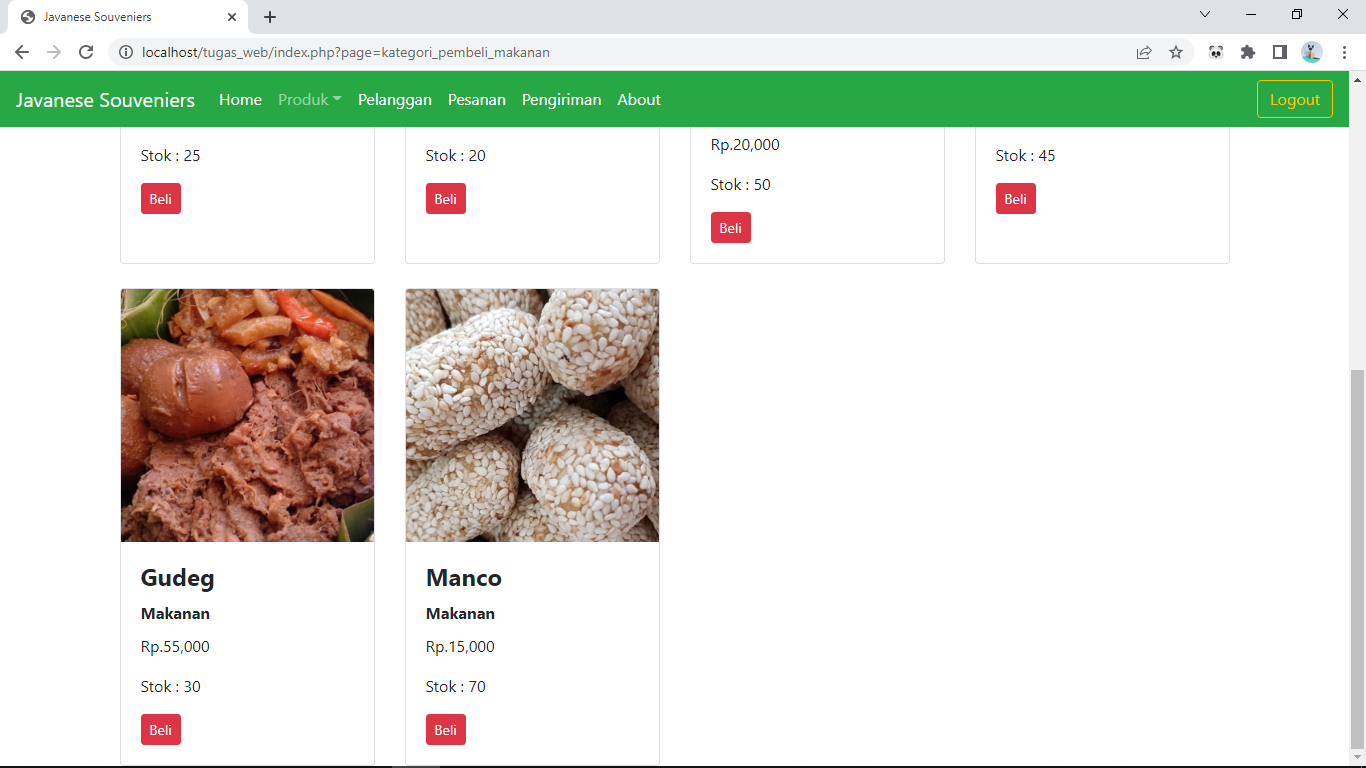 Javanese Souveniers
localhost/tugas_web/index.php?page=kategori_pembeli_makanan
Javanese Souveniers Home Produk Pelanggan Pesanan Pengiriman About Logout
Stok : 25
Beli
Stok : 20
Beli
Rp.20,000
Stok : 50
Beli
Stok : 45
Beli
Gudeg
Makanan
Rp.55,000
Stok : 30
Beli
Manco
Makanan
Rp.15,000
Stok : 70
Beli